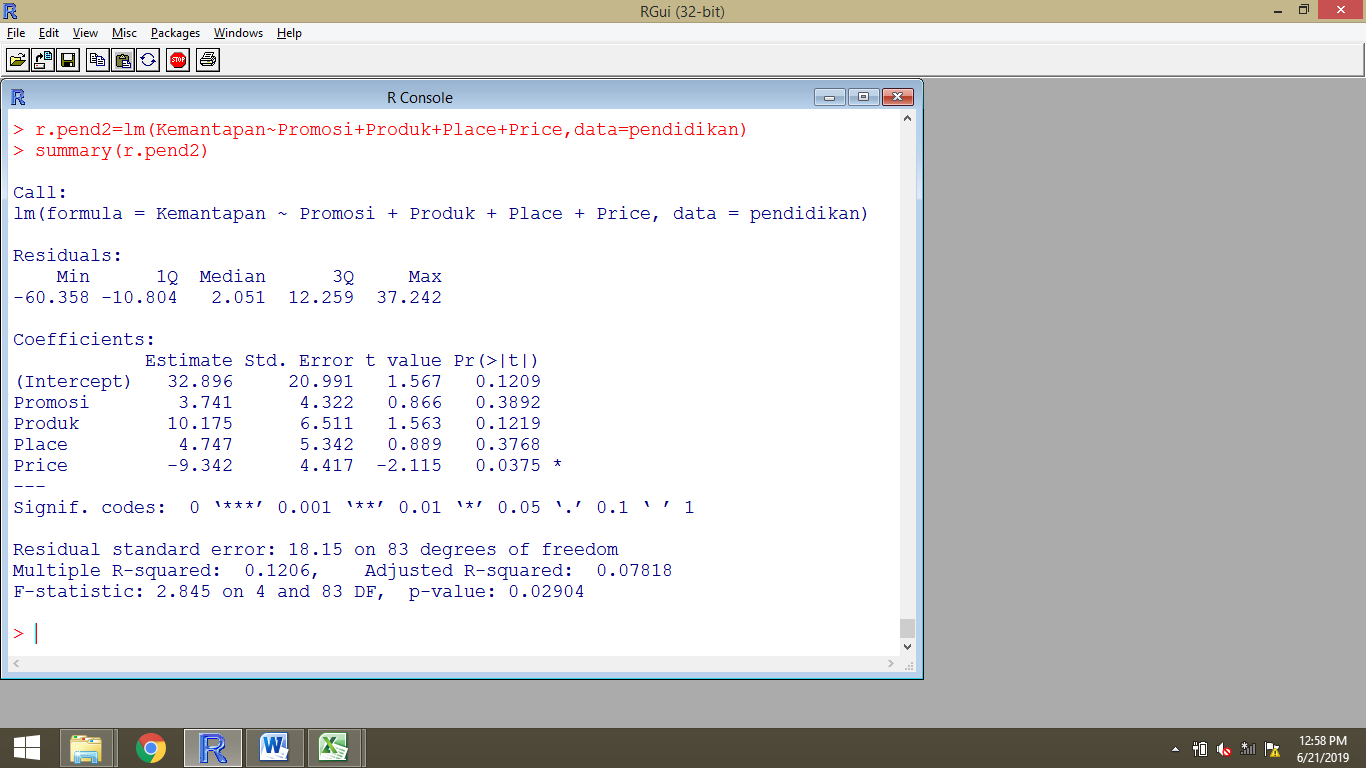 RGui (32-bit)
File Edit View Misc Packages Windows Help
STOP
R Console
> r.pend2=lm(Kemantapan~Promosi+Produk+Place+Price,data=pendidikan)
> summary(r.pend2)
Call:
lm(formula = Kemantapan ~ Promosi + Produk + Place + Price, data = pendidikan)
Residuals:
    Min      1Q  Median      3Q     Max
-60.358 -10.804   2.051  12.259  37.242
Coefficients:
            Estimate Std. Error t value Pr(>|t|)
(Intercept)   32.896     20.991   1.567   0.1209
Promosi        3.741      4.322   0.866   0.3892
Produk        10.175      6.511   1.563   0.1219
Place          4.747      5.342   0.889   0.3768
Price         -9.342      4.417  -2.115   0.0375 *
---
Signif. codes:  0 ‘***’ 0.001 ‘**’ 0.01 ‘*’ 0.05 ‘.’ 0.1 ‘ ’ 1
Residual standard error: 18.15 on 83 degrees of freedom
Multiple R-squared:  0.1206,    Adjusted R-squared:  0.07818
F-statistic: 2.845 on 4 and 83 DF,  p-value: 0.02904
>
12:58 PM
6/21/2019